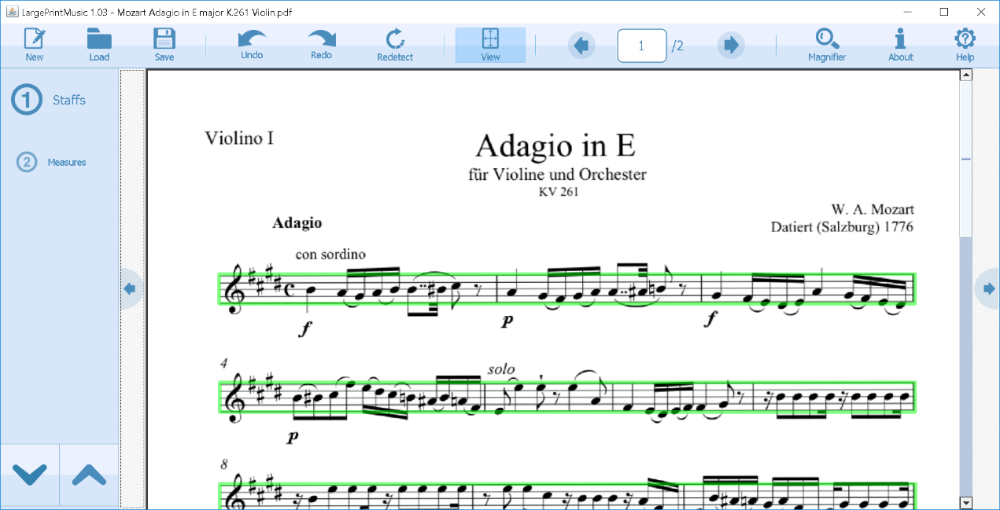 LargePrintMusic 1.03 - Mozart Adagio in E major K.261 Violin.pdf
New Load Save Undo Redo Redetect View 1 /2 Magnifier About Help
1 Staffs
2 Measures
Violino I
Adagio in E
für Violine und Orchester
KV 261
W. A. Mozart
Datiert (Salzburg) 1776
Adagio
con sordino
f p f
4 solo
p
8